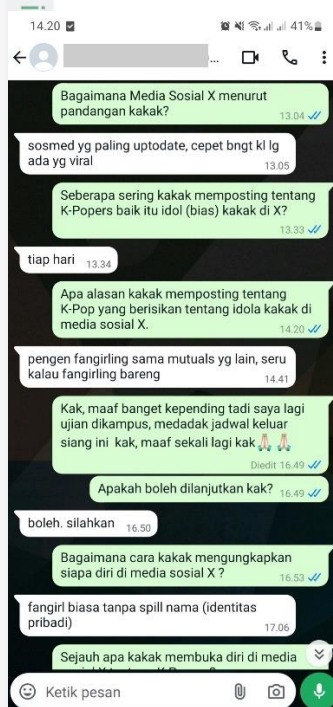 14.20
41%
...
Bagaimana Media Sosial X menurut
pandangan kakak?
13.04
sosmed yg paling uptodate, cepet bngt kl lg
ada yg viral
13.05
Seberapa sering kakak memposting tentang
K-Popers baik itu idol (bias) kakak di X?
13.33
tiap hari 13.34
Apa alasan kakak memposting tentang
K-Pop yang berisikan tentang idola kakak di
media sosial X.
14.20
pengen fangirling sama mutuals yg lain, seru
kalau fangirling bareng
14.41
Kak, maaf banget kepending tadi saya lagi
ujian dikampus, medadak jadwal keluar
siang ini kak, maaf sekali lagi kak
Diedit 16.49
Apakah boleh dilanjutkan kak? 16.49
boleh. silahkan 16.50
Bagaimana cara kakak mengungkapkan
siapa diri di media sosial X ?
16.53
fangirl biasa tanpa spill nama (identitas
pribadi)
17.06
Sejauh apa kakak membuka diri di media
Ketik pesan